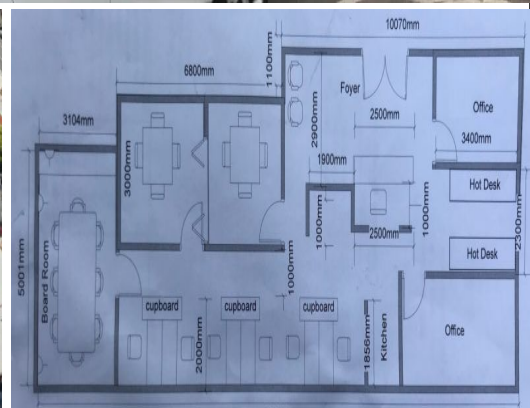 10070mm
6800mm
1100mm
Foyer
2500mm
Office
3400mm
3104mm
2900mm
3000mm
1900mm
Hot Desk
1000mm
1000mm
2300mm
2500mm
Hot Desk
5001mm
Board Room
1000mm
cupboard
cupboard
cupboard
2000mm
1856mm
Kitchen
Office